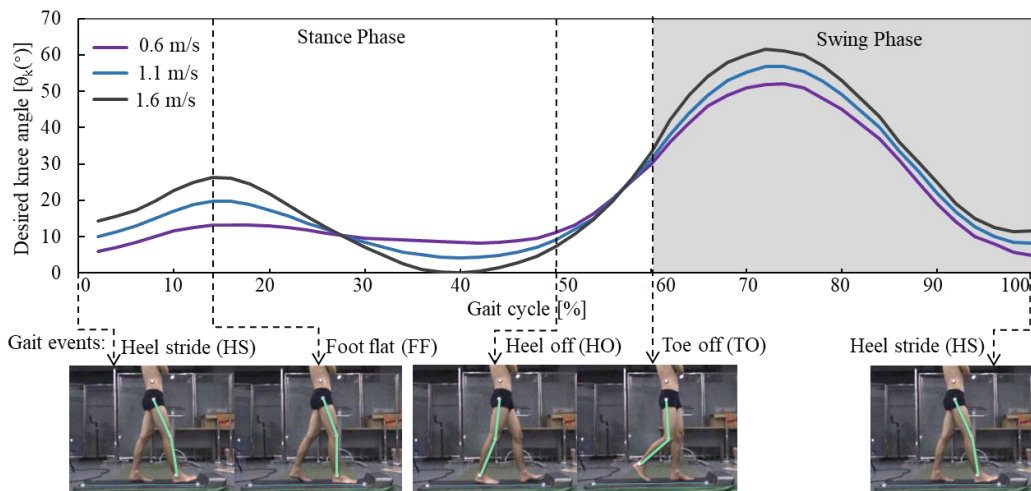 70
60
50
40
30
20
10
0
Desired knee angle [θk(°)]
Stance Phase
Swing Phase
0.6 m/s
1.1 m/s
1.6 m/s
0 10 20 30 40 50 60 70 80 90 100
Gait cycle [%]
Gait events: Heel stride (HS) Foot flat (FF) Heel off (HO) Toe off (TO) Heel stride (HS)